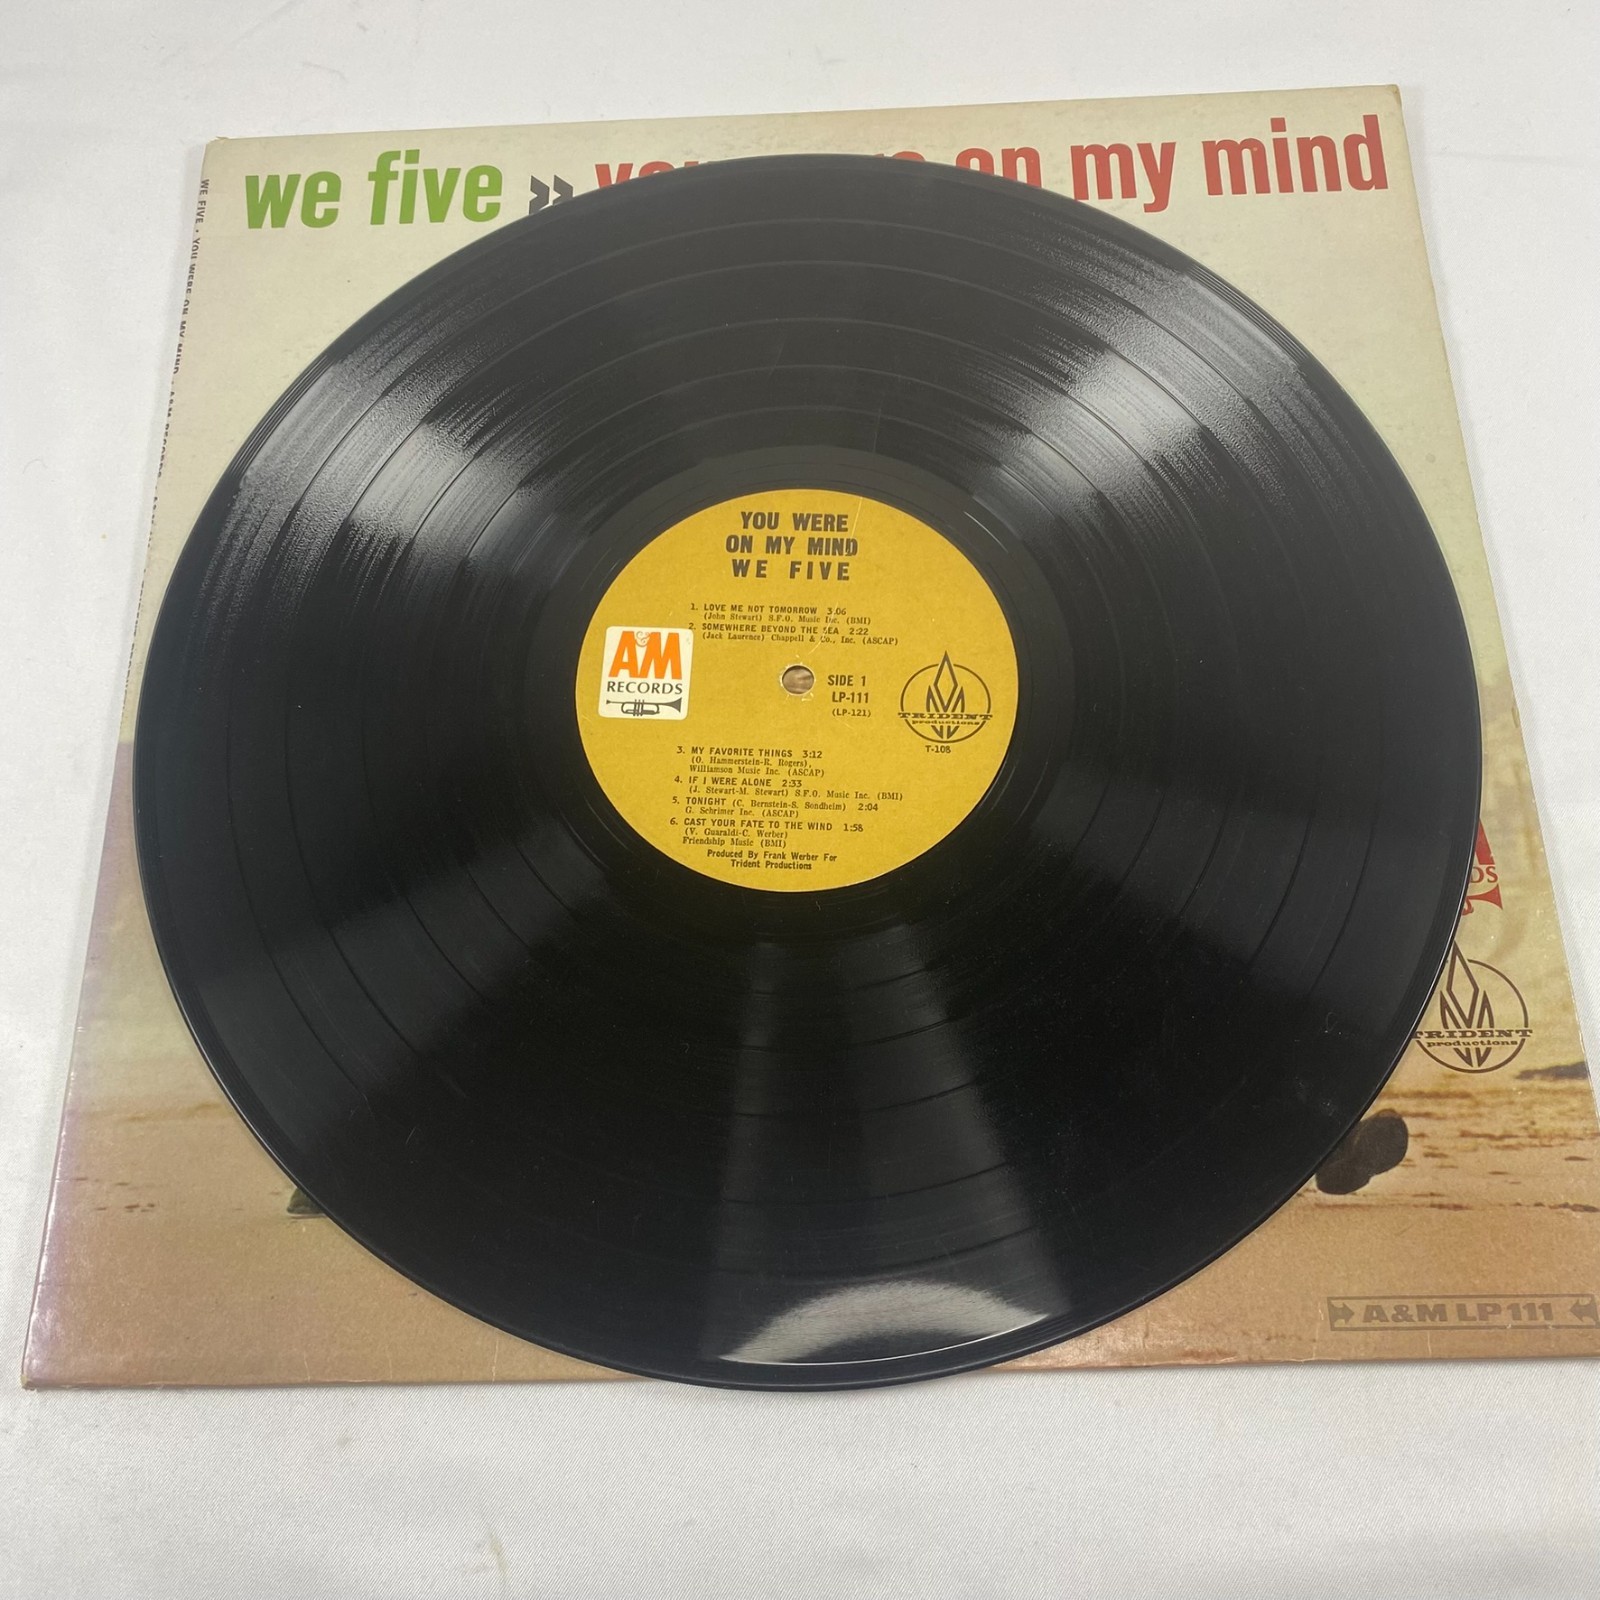 we five >> on my mind
WE FIVE • YOU WERE ON MY MIND • A&M RECORDS
YOU WERE
ON MY MIND
WE FIVE
1. LOVE ME NOT TOMORROW 3:06
(John Stewart) S.F.O. Music Inc. (BMI)
2. SOMEWHERE BEYOND THE SEA 2:22
(Jack Laurence) Chappell & Co., Inc. (ASCAP)
A&M
RECORDS
SIDE 1
LP-111
(LP-121)
TRIDENT
productions
T-108
3. MY FAVORITE THINGS 3:12
(O. Hammerstein-R. Rogers),
Williamson Music Inc. (ASCAP)
4. IF I WERE ALONE 2:33
(J. Stewart-M. Stewart) S.F.O. Music Inc. (BMI)
5. TONIGHT (C. Bernstein-S. Sondheim) 2:04
G. Schrimer Inc. (ASCAP)
6. CAST YOUR FATE TO THE WIND 1:58
(V. Guaraldi-C. Werber)
Friendship Music (BMI)
Produced By Frank Werber For
Trident Productions
TRIDENT
productions
A&M LP 111